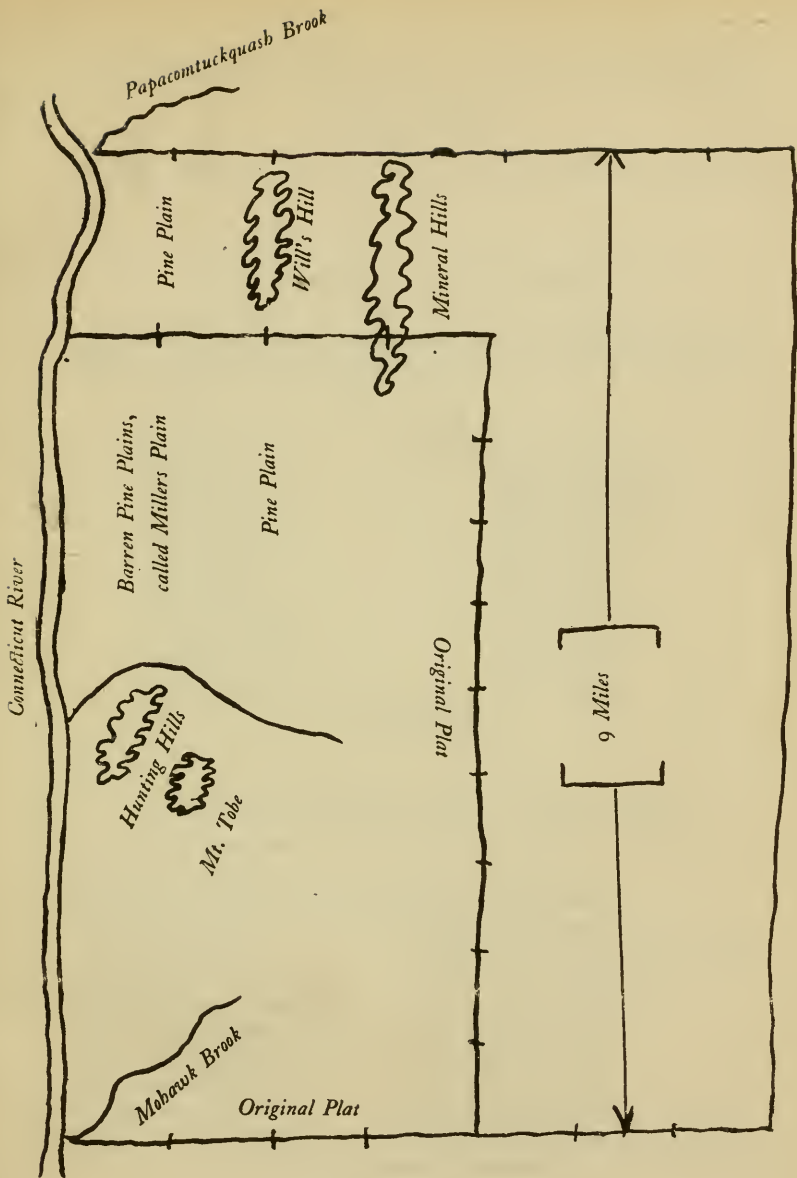 Papacomtuckquash Brook
Connecticut River
Pine Plain
Will's Hill
Mineral Hills
Barren Pine Plains,
called Millers Plain
Pine Plain
Hunting Hills
Mt. Tobe
Original Plat
9 Miles
Mohawk Brook
Original Plat